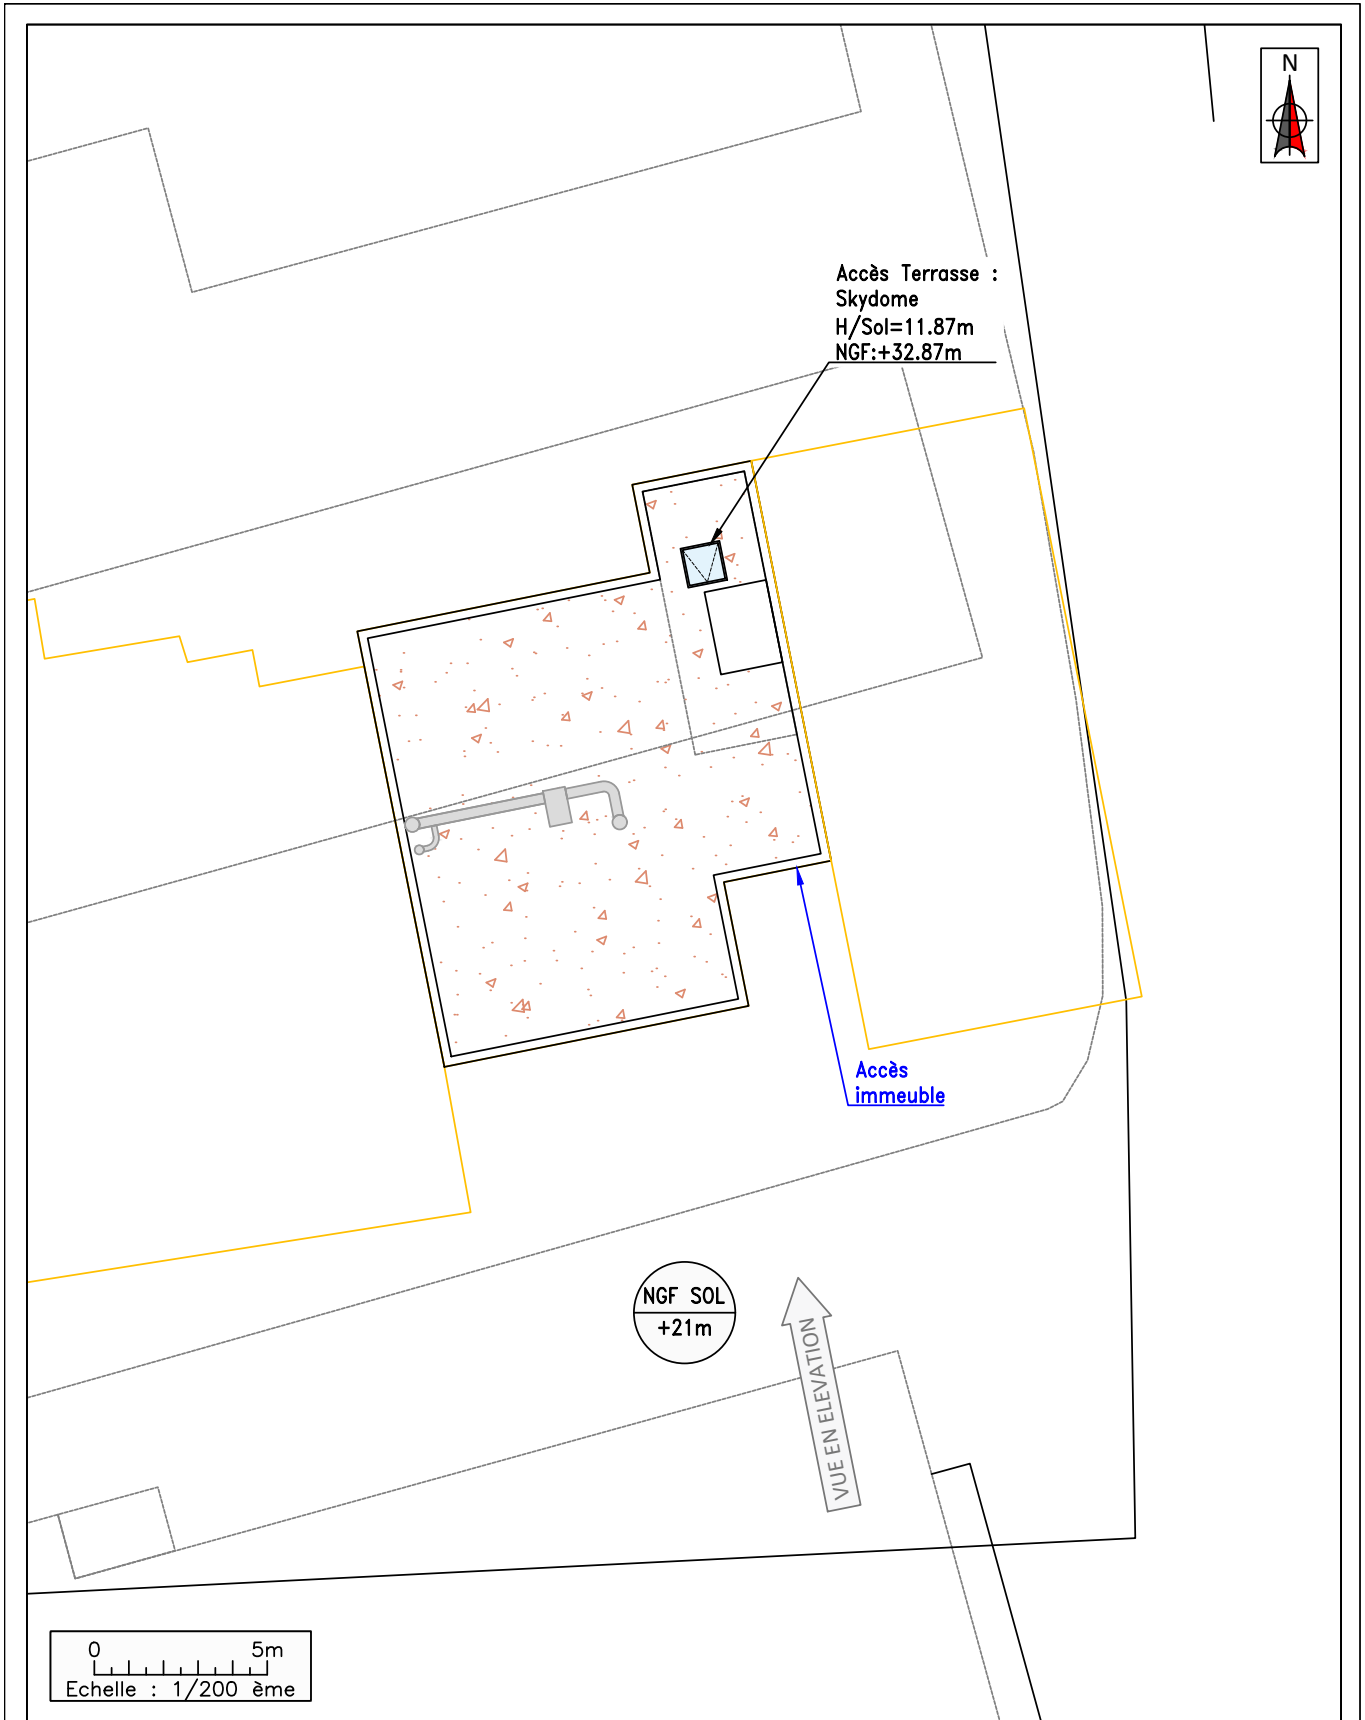 N
Accès Terrasse :
Skydome
H/Sol=11.87m
NGF:+32.87m
Accès
immeuble
NGF SOL
+21m
VUE EN ELEVATION
0 5m
Echelle : 1/200 ème